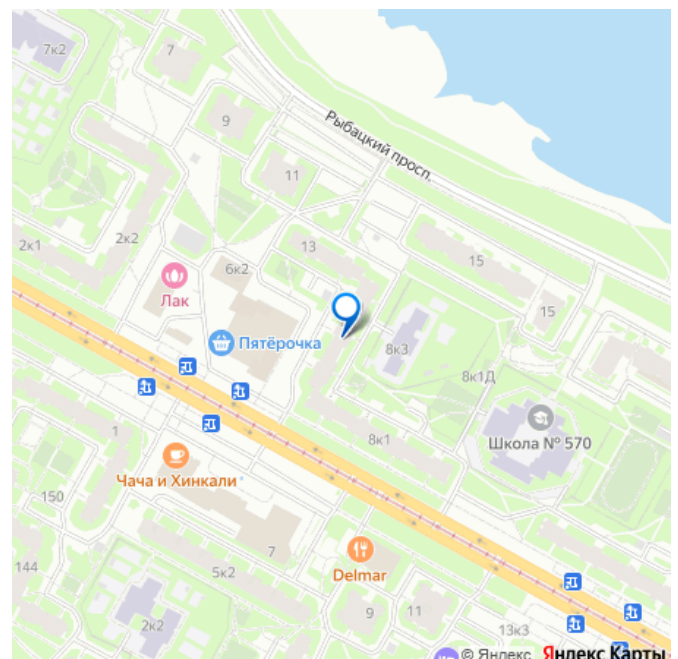 7к2
7
9
Рыбацкий просп.
11
2к1
2к2
13
15
6к2
Лак
15
Пятёрочка
8к3
8к1Д
1
8к1
Школа № 570
Чача и Хинкали
150
7
144
5к2
Delmar
2к2
9
11
13к3
© Яндекс Яндекс Карты